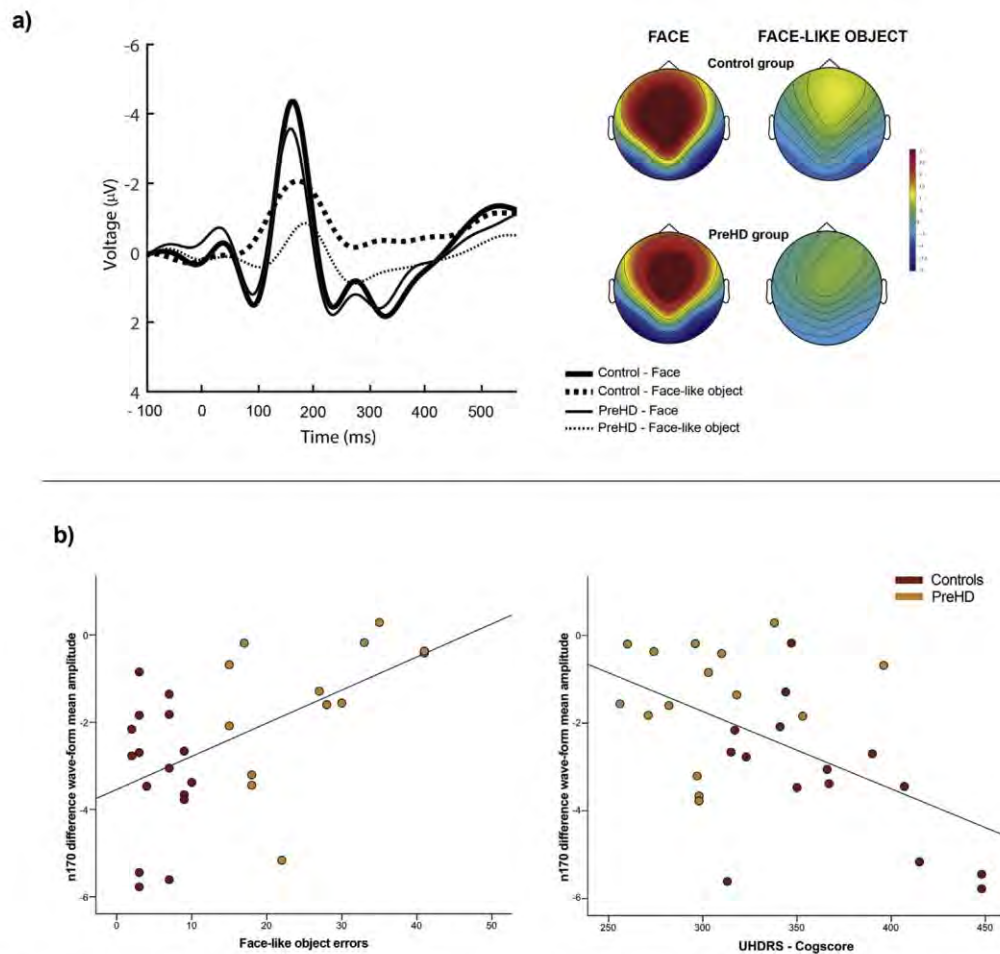 a)
FACE
FACE-LIKE OBJECT
Control group
PreHD group
-6
-4
-2
0
2
4
Voltage (μV)
- 100
0
100
200
300
400
500
Time (ms)
Control - Face
Control - Face-like object
PreHD - Face
PreHD - Face-like object
b)
n170 difference wave-form mean amplitude
0
-2
-4
-6
0
10
20
30
40
50
Face-like object errors
Controls
PreHD
n170 difference wave-form mean amplitude
0
-2
-4
-6
250
300
350
400
450
UHDRS - Cogscore